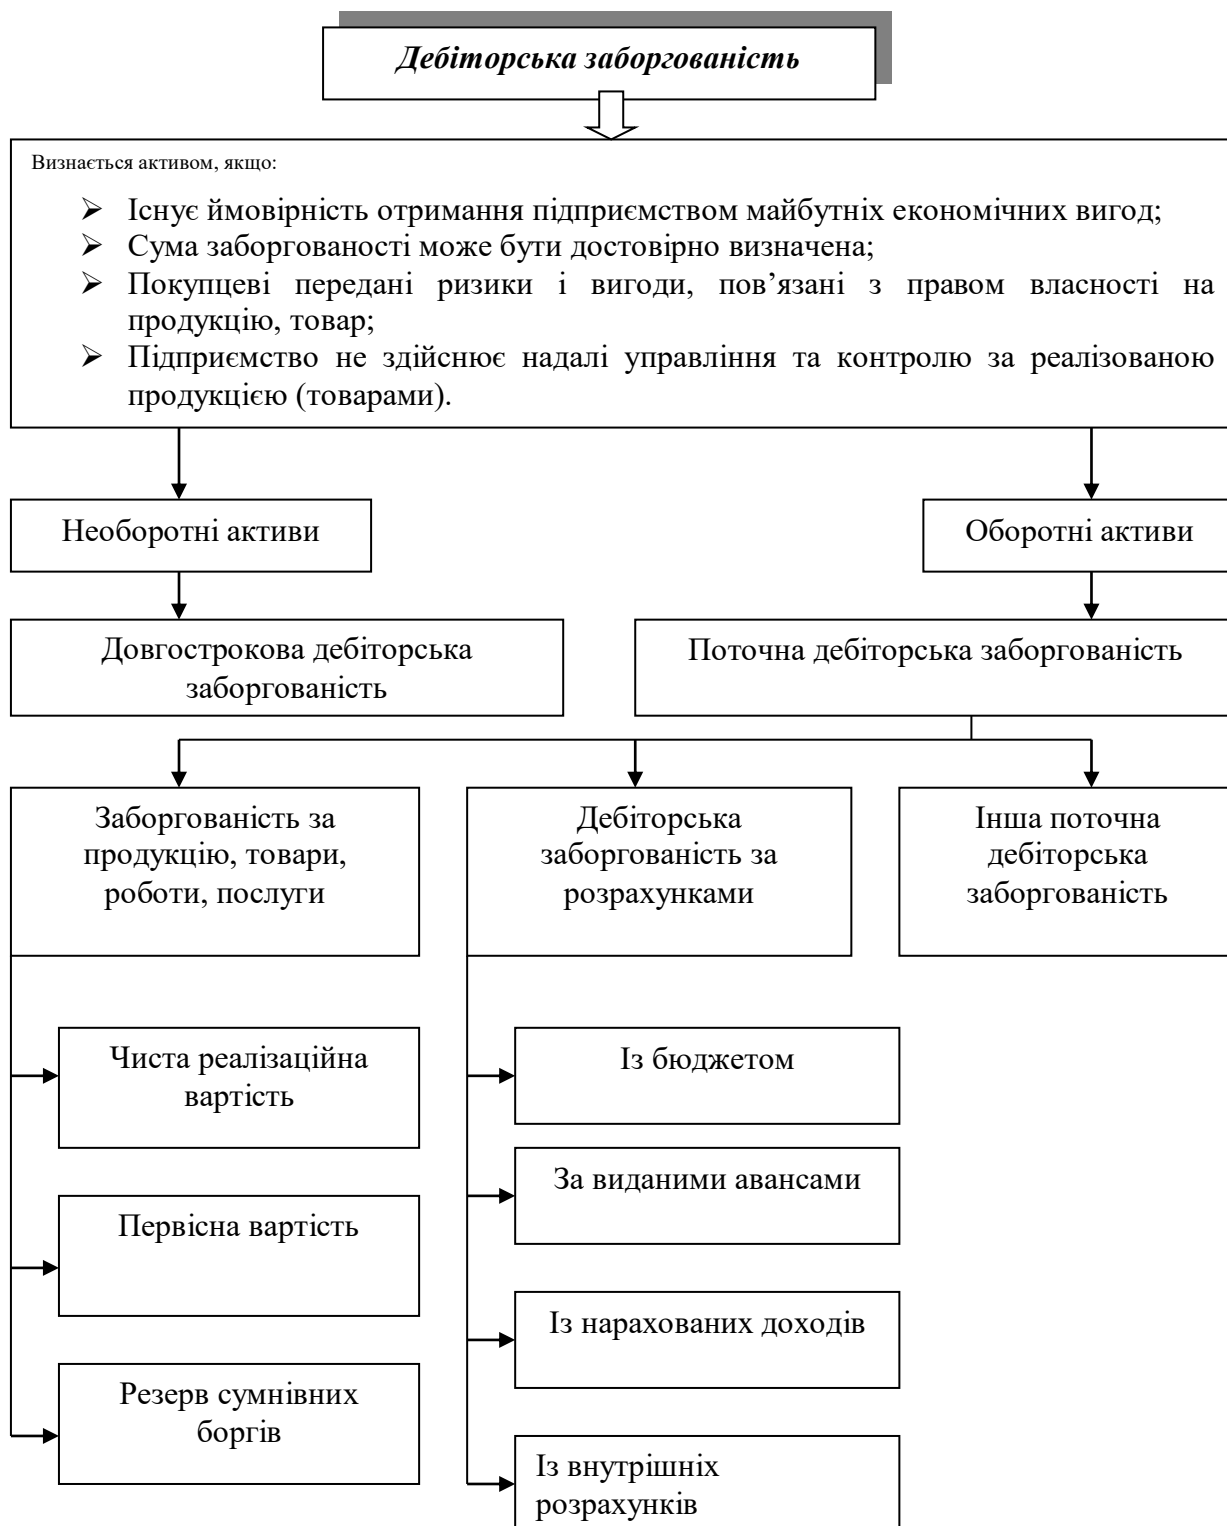 Дебіторська заборгованість
Визнається активом, якщо:
➢ Існує ймовірність отримання підприємством майбутніх економічних вигод;
➢ Сума заборгованості може бути достовірно визначена;
➢ Покупцеві передані ризики і вигоди, пов’язані з правом власності на
продукцію, товар;
➢ Підприємство не здійснює надалі управління та контролю за реалізованою
продукцією (товарами).
Необоротні активи
Оборотні активи
Довгострокова дебіторська
заборгованість
Поточна дебіторська заборгованість
Заборгованість за
продукцію, товари,
роботи, послуги
Дебіторська
заборгованість за
розрахунками
Інша поточна
дебіторська
заборгованість
Чиста реалізаційна
вартість
Первісна вартість
Резерв сумнівних
боргів
Із бюджетом
За виданими авансами
Із нарахованих доходів
Із внутрішніх
розрахунків